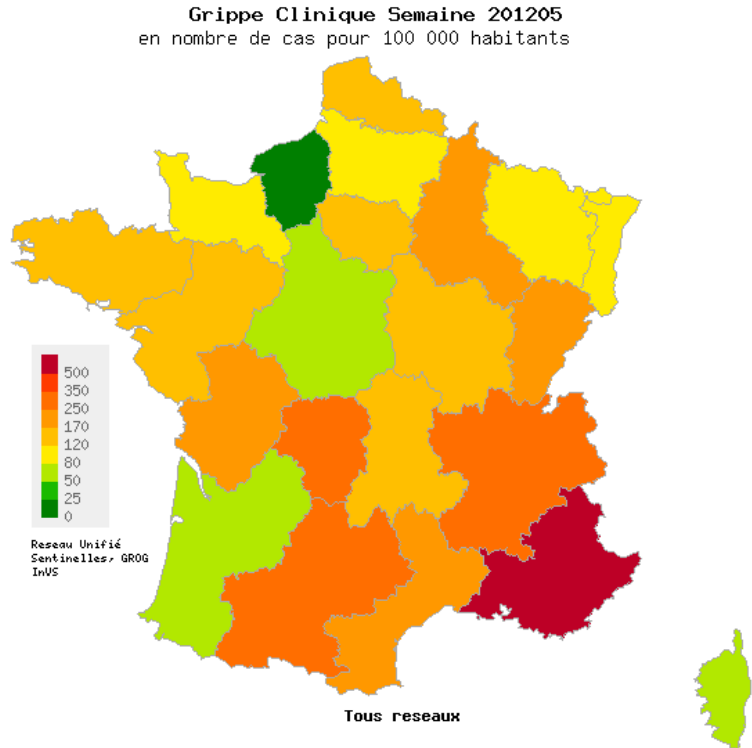 Grippe Clinique Semaine 201205
en nombre de cas pour 100 000 habitants
500
350
250
170
120
80
50
25
0
Reseau Unifié
Sentinelles, GROG
InVS
Tous reseaux